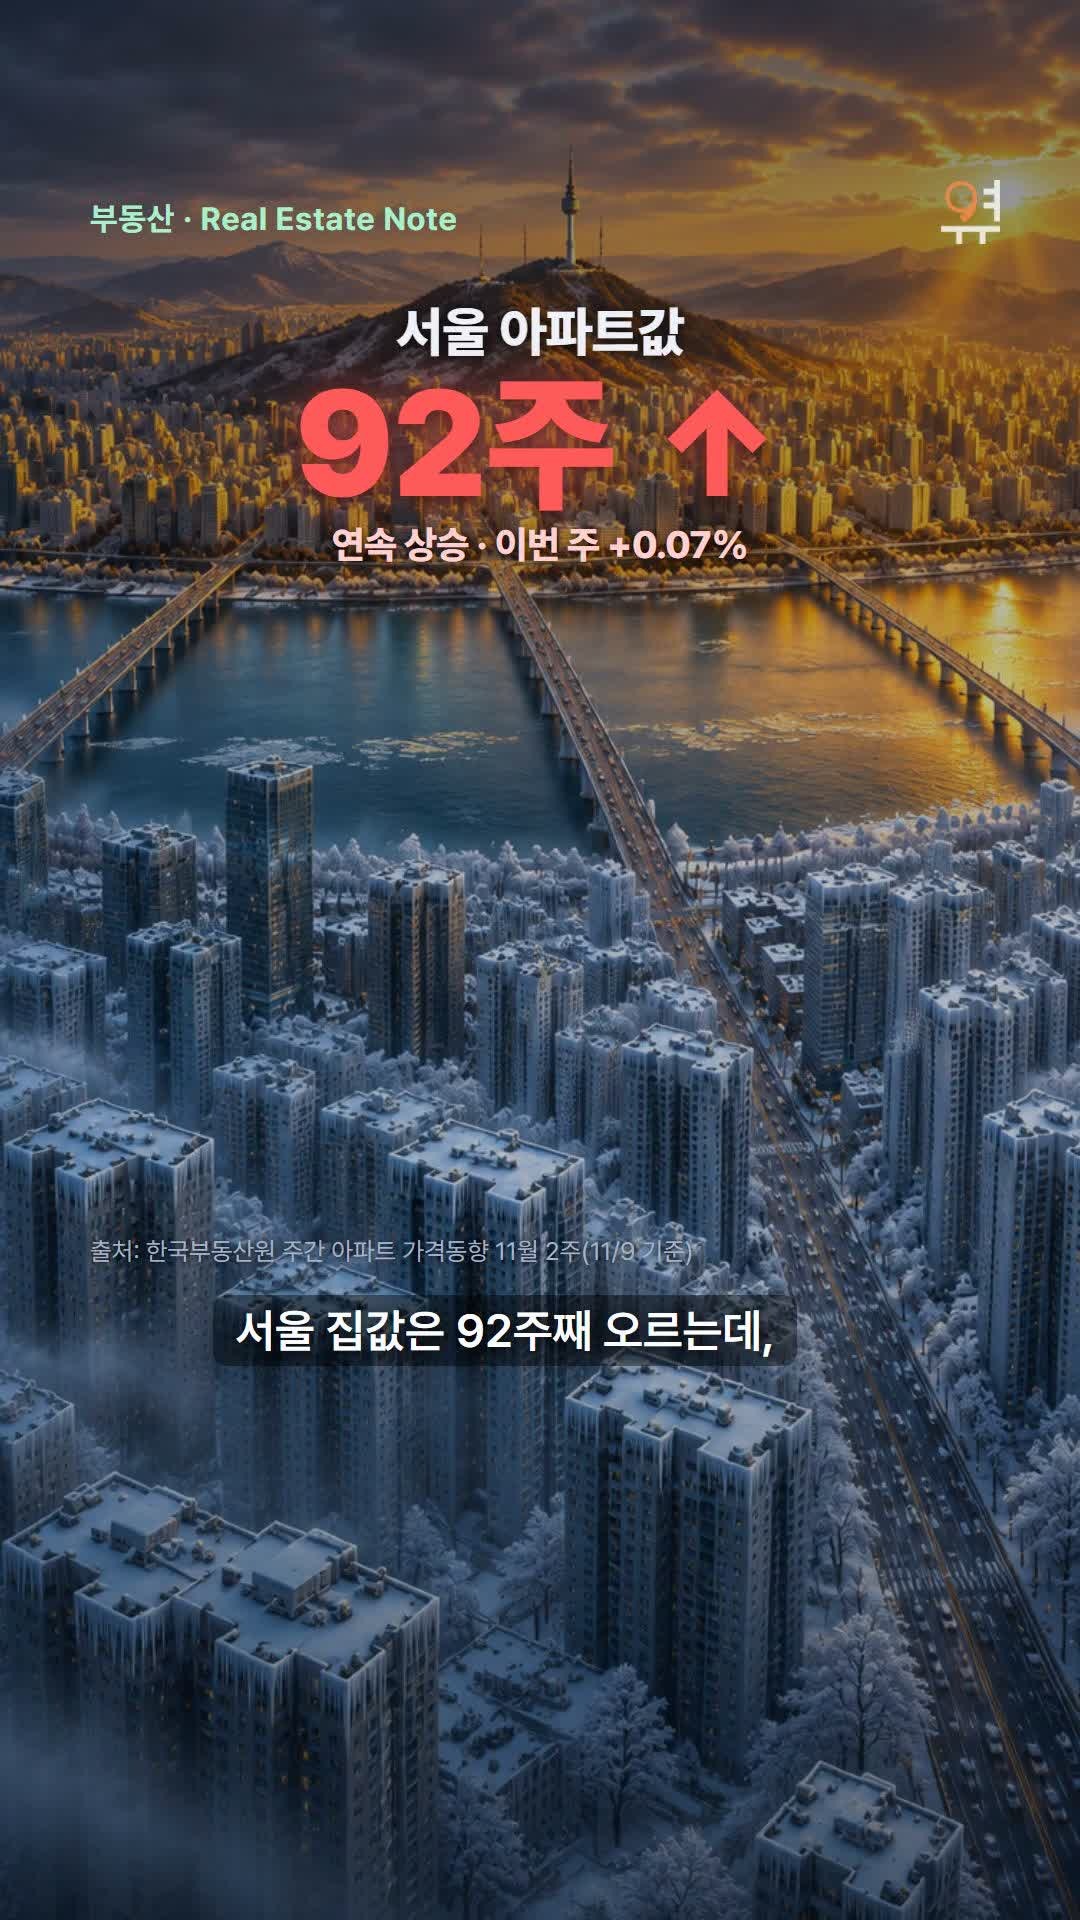 부동산 · Real Estate Note
서울 아파트값
92주 ↑
연속 상승 · 이번 주 +0.07%
출처: 한국부동산원 주간 아파트 가격동향 11월 2주(11/9 기준)
서울 집값은 92주째 오르는데,